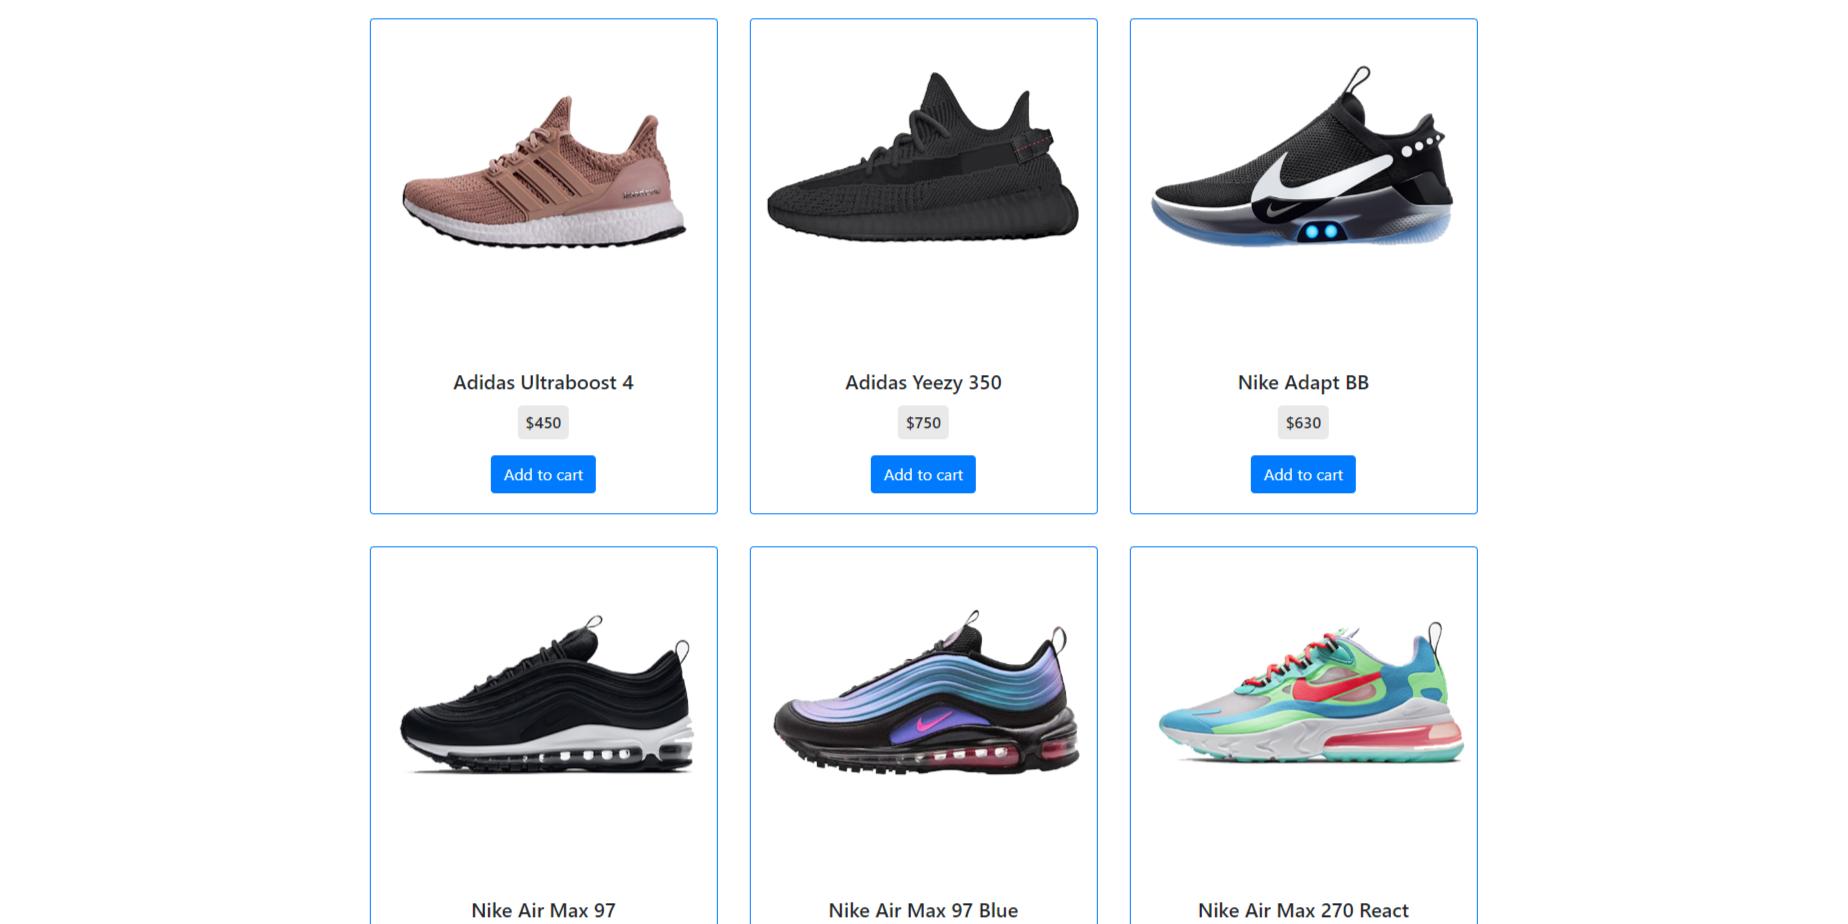 Adidas Ultraboost 4
$450
Add to cart
Adidas Yeezy 350
$750
Add to cart
Nike Adapt BB
$630
Add to cart
Nike Air Max 97
Nike Air Max 97 Blue
Nike Air Max 270 React